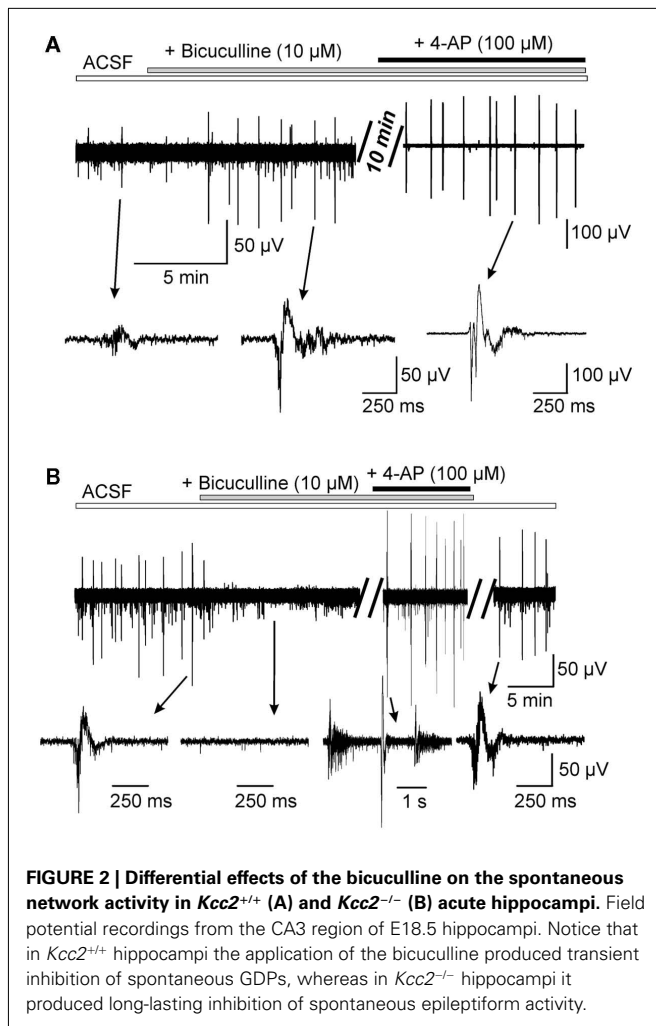 A
+ Bicuculline (10 µM)
+ 4-AP (100 µM)
ACSF
10 min
50 µV
5 min
100 µV
50 µV
250 ms
100 µV
250 ms
B
+ 4-AP (100 µM)
+ Bicuculline (10 µM)
ACSF
50 µV
5 min
250 ms
250 ms
1 s
50 µV
250 ms
FIGURE 2 | Differential effects of the bicuculline on the spontaneous
network activity in Kcc2+/+ (A) and Kcc2−/− (B) acute hippocampi. Field
potential recordings from the CA3 region of E18.5 hippocampi. Notice that
in Kcc2+/+ hippocampi the application of the bicuculline produced transient
inhibition of spontaneous GDPs, whereas in Kcc2−/− hippocampi it
produced long-lasting inhibition of spontaneous epileptiform activity.